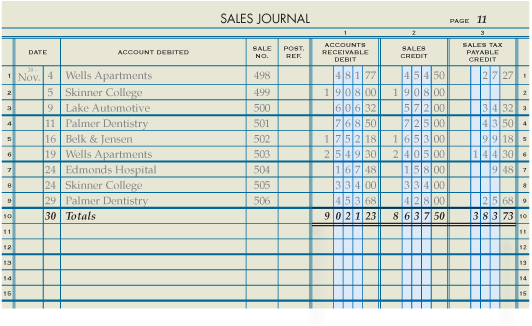 SALES JOURNAL PAGE 11
1 2 3
DATE ACCOUNT DEBITED SALE NO. POST. REF. ACCOUNTS RECEIVABLE DEBIT SALES CREDIT SALES TAX PAYABLE CREDIT
20--
1 Nov. 4 Wells Apartments 498 481 77 454 50 27 27 1
2 5 Skinner College 499 1908 00 1908 00 2
3 9 Lake Automotive 500 606 32 572 00 34 32 3
4 11 Palmer Dentistry 501 768 50 725 00 43 50 4
5 16 Belk & Jensen 502 1752 18 1653 00 99 18 5
6 19 Wells Apartments 503 2549 30 2405 00 144 30 6
7 24 Edmonds Hospital 504 167 48 158 00 9 48 7
8 24 Skinner College 505 334 00 334 00 8
9 29 Palmer Dentistry 506 453 68 428 00 25 68 9
10 30 Totals 9021 23 8637 50 383 73 10
11 11
12 12
13 13
14 14
15 15